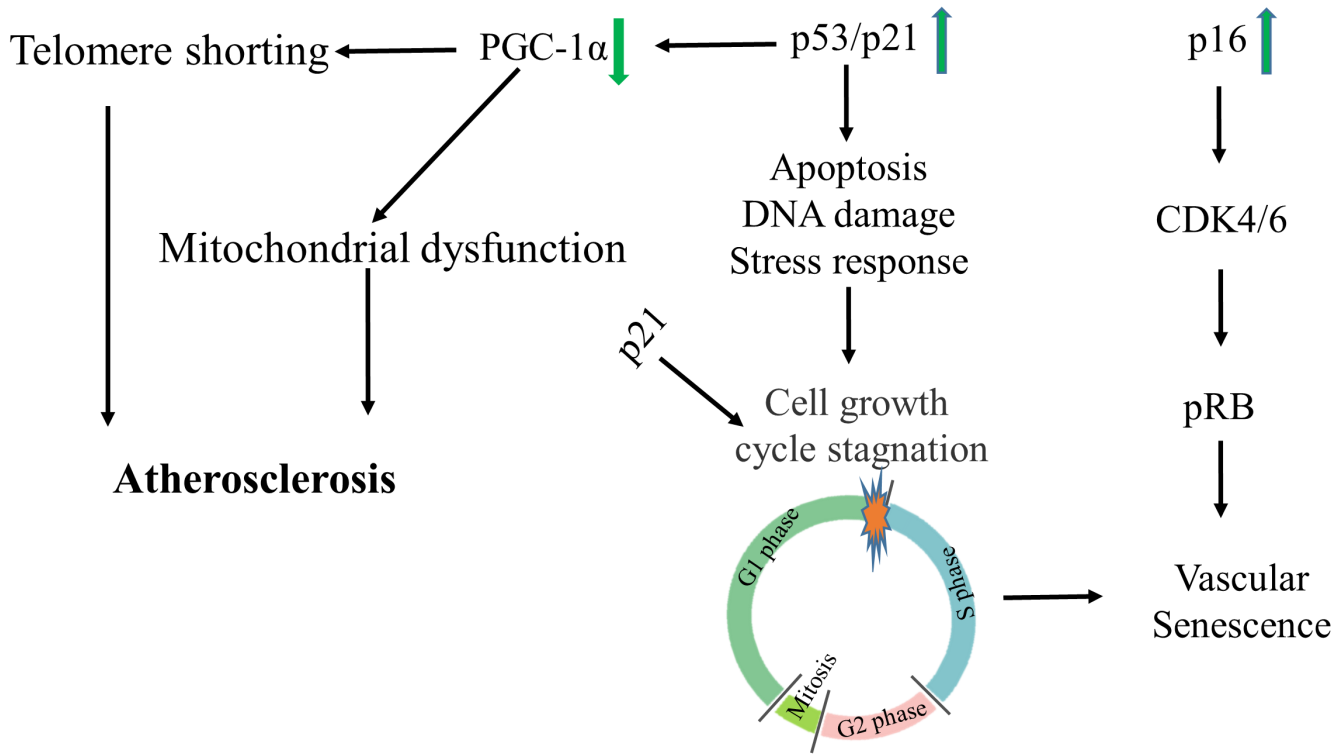 Telomere shorting
PGC-1α
p53/p21
p16
Apoptosis
DNA damage
Stress response
CDK4/6
Mitochondrial dysfunction
p21
Cell growth
cycle stagnation
pRB
Atherosclerosis
G1 phase
S phase
Mitosis
G2 phase
Vascular
Senescence